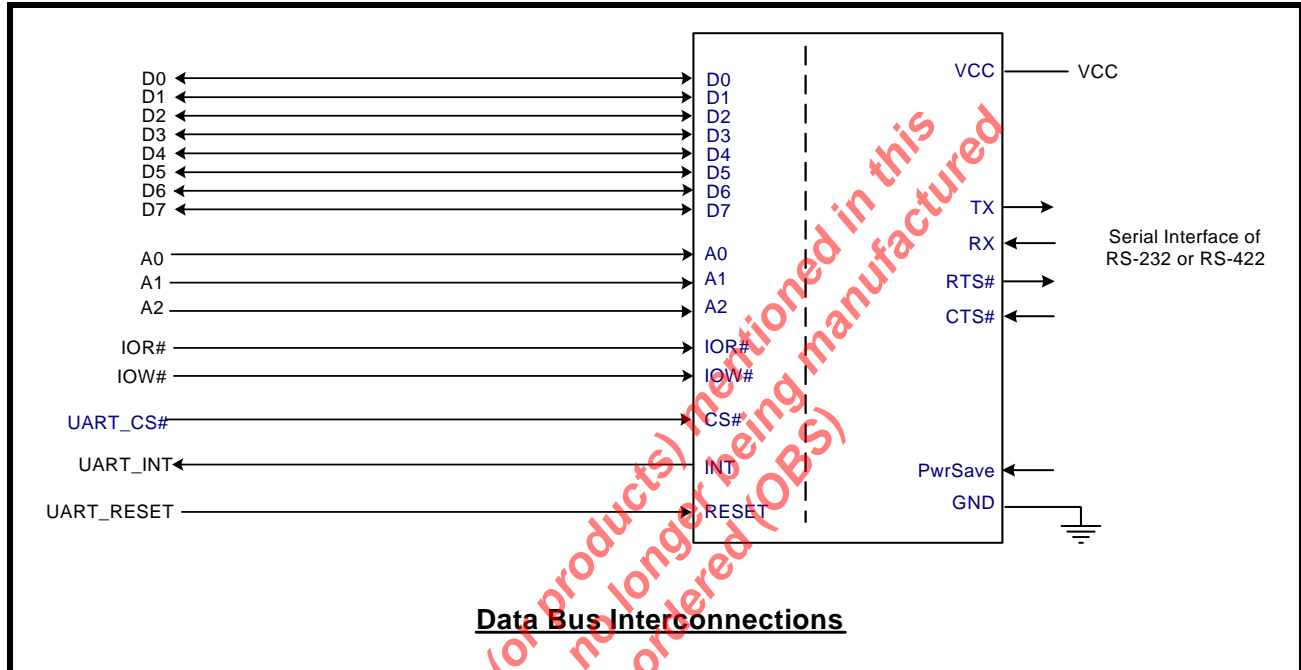 D0
D1
D2
D3
D4
D5
D6
D7
A0
A1
A2
IOR#
IOW#
UART_CS#
UART_INT
UART_RESET
D0
D1
D2
D3
D4
D5
D6
D7
A0
A1
A2
IOR#
IOW#
CS#
INT
RESET
VCC
VCC
TX
RX
RTS#
CTS#
Serial Interface of
RS-232 or RS-422
PwrSave
GND
(or products) mentioned in this
no longer being manufactured
ordered (OBS)
Data Bus Interconnections